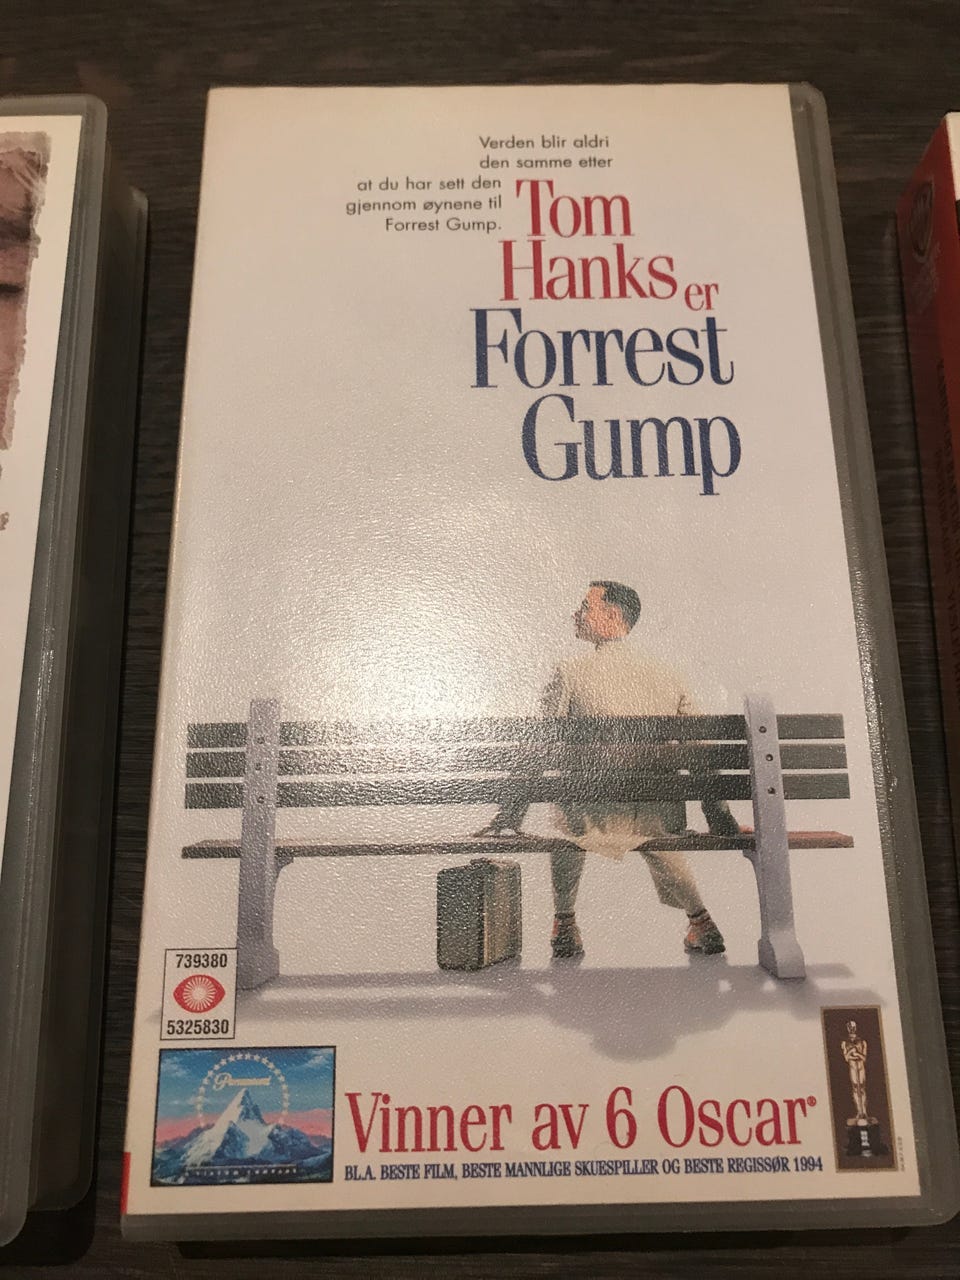 Verden blir aldri
den samme etter
at du har sett den
gjennom øynene til
Forrest Gump.
Tom
Hanks er
Forrest
Gump
739380
5325830
Paramount
Vinner av 6 Oscar®
BL.A. BESTE FILM, BESTE MANNLIGE SKUESPILLER OG BESTE REGISSØR 1994